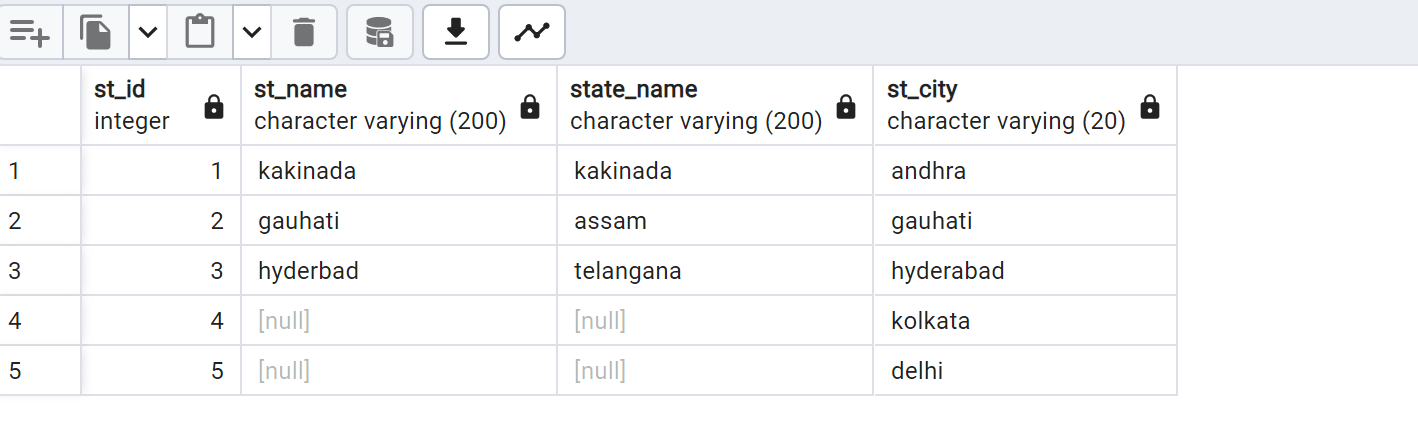 st_id st_name state_name st_city
integer character varying (200) character varying (200) character varying (20)
1 1 kakinada kakinada andhra
2 2 gauhati assam gauhati
3 3 hyderbad telangana hyderabad
4 4 [null] [null] kolkata
5 5 [null] [null] delhi